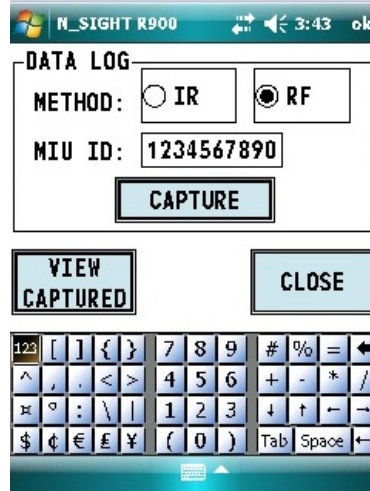 N_SIGHT R900 3:43 ok
DATA LOG
METHOD: IR RF
MIU ID: 1234567890
CAPTURE
VIEW
CAPTURED
CLOSE
123 [ ] { } 7 8 9 # % = ←
^ , . < > 4 5 6 + - * /
¤ º : \ | 1 2 3 ↓ ↑ ← →
$ ¢ € £ ¥ ( 0 ) Tab Space ←